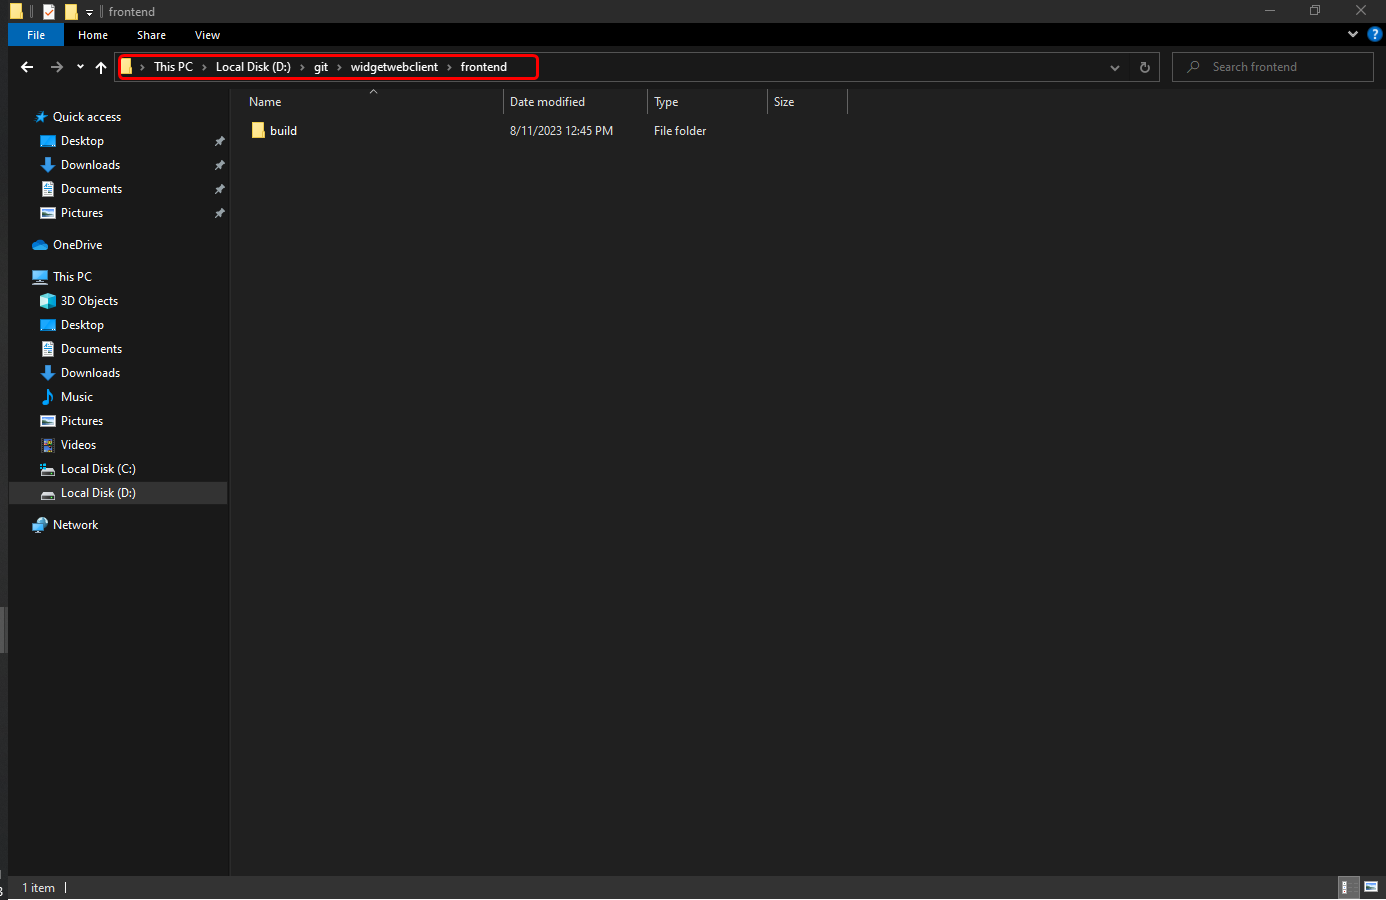 frontend
File Home Share View
This PC Local Disk (D:) git widgetwebclient frontend
Search frontend
Name Date modified Type Size
build 8/11/2023 12:45 PM File folder
Quick access
Desktop
Downloads
Documents
Pictures
OneDrive
This PC
3D Objects
Desktop
Documents
Downloads
Music
Pictures
Videos
Local Disk (C:)
Local Disk (D:)
Network
1 item